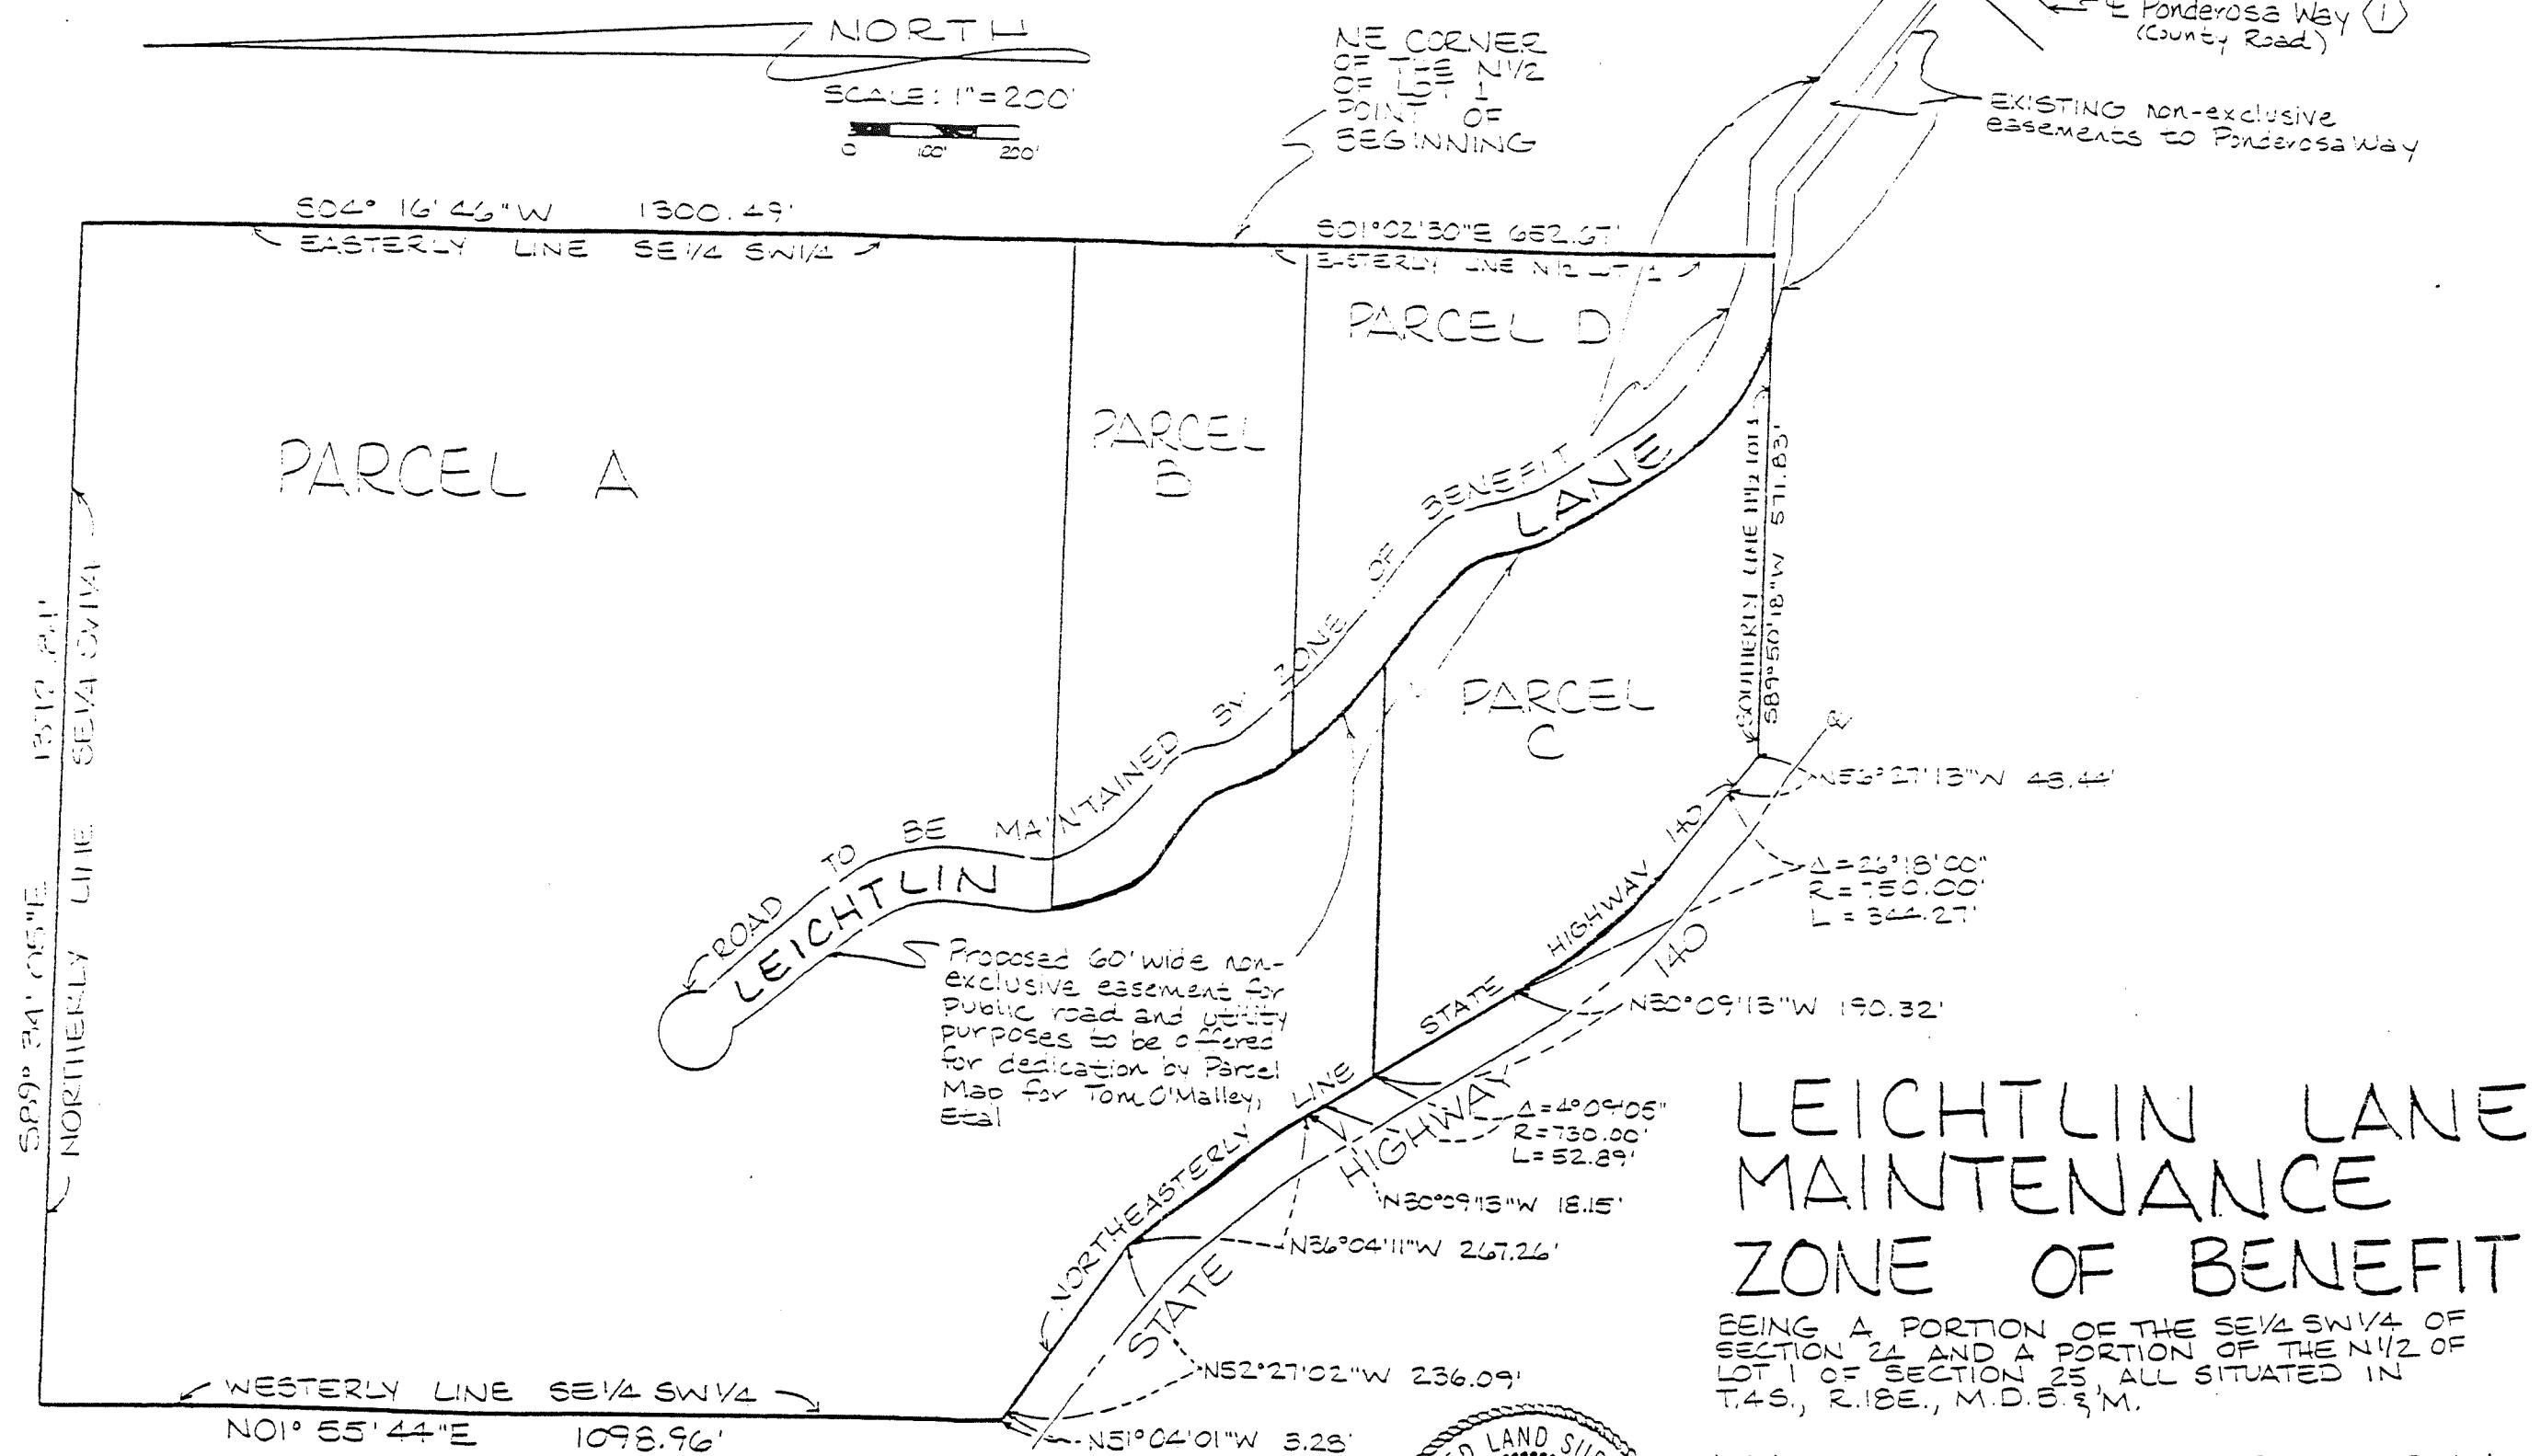 NORTH
SCALE: 1"=200'
0 100' 200'
NE CORNER
OF THE N1/2
OF LOT 1
POINT OF
BEGINNING
℄ Ponderosa Way 1
(County Road)
EXISTING non-exclusive
easements to Ponderosa Way
S04° 16' 46"W 1300.49'
EASTERLY LINE SE1/4 SW1/4
S01°02'30"E 652.67'
EASTERLY LINE N1/2 LOT 1
PARCEL A
PARCEL
B
PARCEL D
PARCEL
C
S89° 34' 05"E
NORTHERLY LINE SE1/4 SW1/4
SOUTHERLY LINE N1/2 LOT 1
S89°50'18"W 571.83'
ROAD TO BE MAINTAINED BY ZONE OF BENEFIT
LEICHTLIN LANE
Proposed 60' wide non-
exclusive easement for
Public road and utility
purposes to be offered
for dedication by Parcel
Map for Tom O'Malley,
Etal
N56°27'13"W 48.44'
Δ=26°18'00"
R=750.00'
L=344.27'
N30°09'13"W 190.32'
Δ=4°09'05"
R=730.00'
L=52.89'
N30°09'13"W 18.15'
N36°04'11"W 267.26'
N52°27'02"W 236.09'
N51°04'01"W 3.28'
NORTHEASTERLY LINE STATE HIGHWAY 140
STATE HIGHWAY 140
℄
WESTERLY LINE SE1/4 SW1/4
N01° 55' 44"E 1098.96'
LEICHTLIN LANE
MAINTENANCE
ZONE OF BENEFIT
BEING A PORTION OF THE SE1/4 SW1/4 OF
SECTION 24 AND A PORTION OF THE N1/2 OF
LOT 1 OF SECTION 25, ALL SITUATED IN
T.4S., R.18E., M.D.B.&M.
LAND